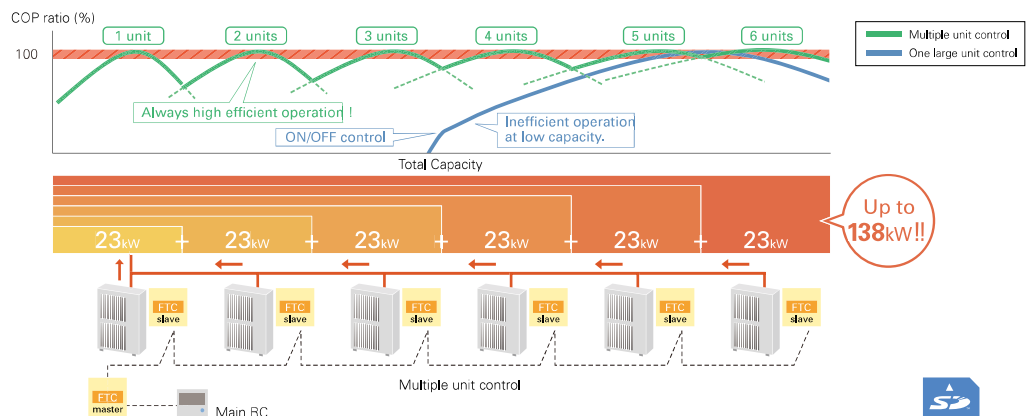 COP ratio (%)
1 unit
2 units
3 units
4 units
5 units
6 units
Multiple unit control
One large unit control
100
Always high efficient operation !
ON/OFF control
Inefficient operation
at low capacity.
Total Capacity
23kW + 23kW + 23kW + 23kW + 23kW + 23kW
Up to
138kW!!
FTC
slave
FTC
slave
FTC
slave
FTC
slave
FTC
slave
FTC
slave
Multiple unit control
FTC
master
Main RC
SD